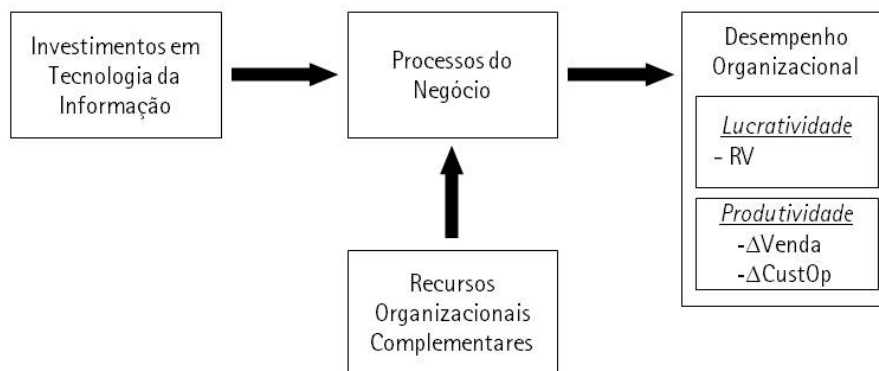 Investimentos em
Tecnologia da
Informação
Processos do
Negócio
Desempenho
Organizacional
Lucratividade
- RV
Produtividade
-ΔVenda
-ΔCustOp
Recursos
Organizacionais
Complementares